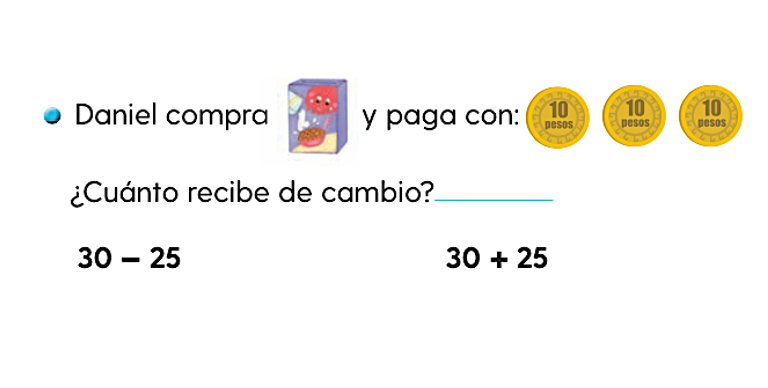 Daniel compra y paga con: 10 pesos 10 pesos 10 pesos
¿Cuánto recibe de cambio?
30 – 25 30 + 25